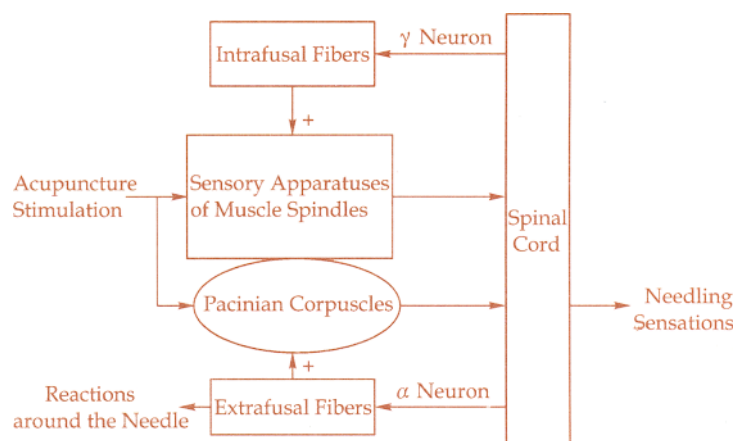 γ Neuron
Intrafusal Fibers
+
Acupuncture
Stimulation
Sensory Apparatuses
of Muscle Spindles
Spinal
Cord
Pacinian Corpuscles
Needling
Sensations
+
Reactions
around the Needle
Extrafusal Fibers
α Neuron